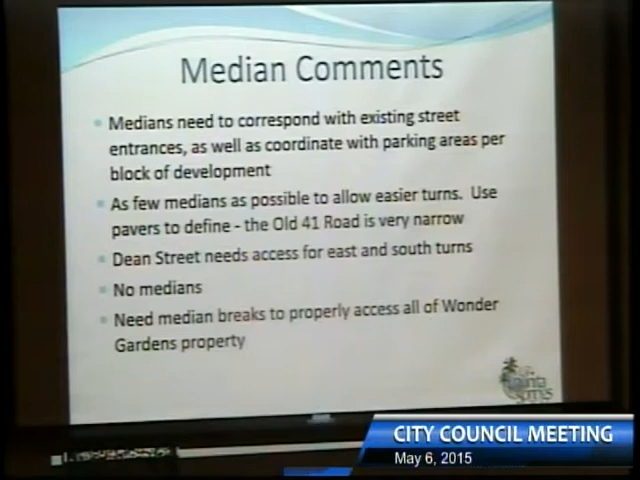 Median Comments
Medians need to correspond with existing street
entrances, as well as coordinate with parking areas per
block of development
As few medians as possible to allow easier turns. Use
pavers to define - the Old 41 Road is very narrow
Dean Street needs access for east and south turns
No medians
Need median breaks to properly access all of Wonder
Gardens property
CITY COUNCIL MEETING
May 6, 2015